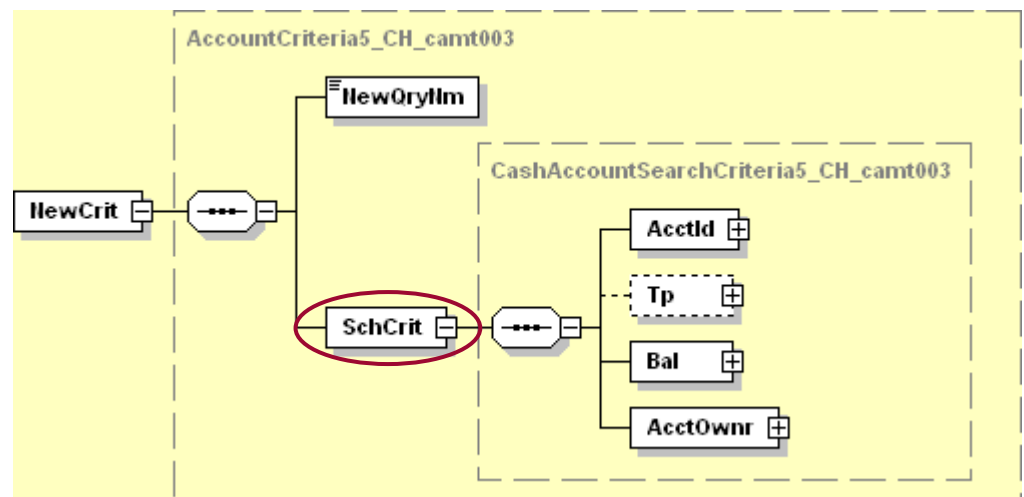 AccountCriteria5_CH_camt003
NewQryNm
CashAccountSearchCriteria5_CH_camt003
NewCrit
AcctId
Tp
SchCrit
Bal
AcctOwnr